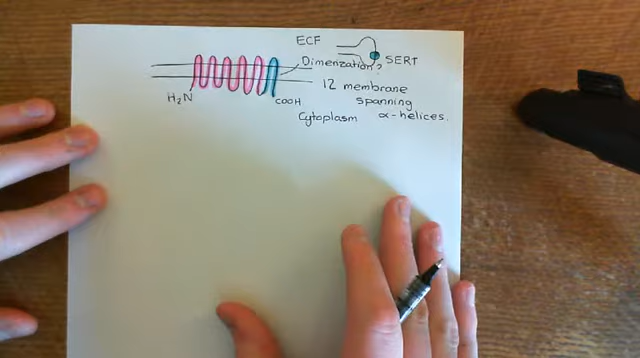 ECF
SERT
Dimerization?
12 membrane
spanning
α-helices.
H₂N
COOH
Cytoplasm